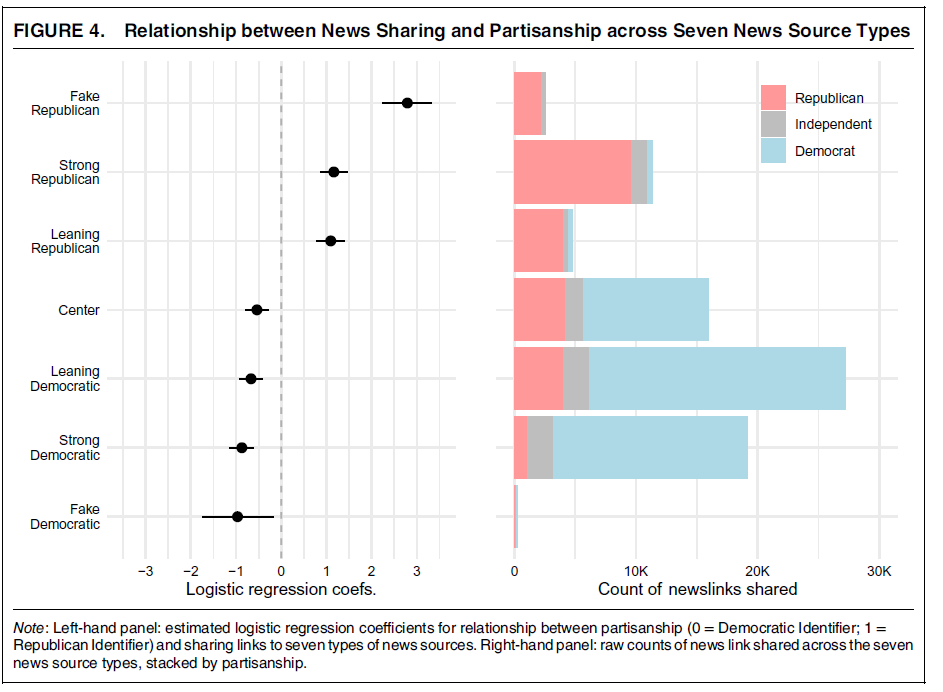 FIGURE 4. Relationship between News Sharing and Partisanship across Seven News Source Types
Fake
Republican
Strong
Republican
Leaning
Republican
Center
Leaning
Democratic
Strong
Democratic
Fake
Democratic
−3 −2 −1 0 1 2 3
Logistic regression coefs.
Republican
Independent
Democrat
0 10K 20K 30K
Count of newslinks shared
Note: Left-hand panel: estimated logistic regression coefficients for relationship between partisanship (0 = Democratic Identifier; 1 =
Republican Identifier) and sharing links to seven types of news sources. Right-hand panel: raw counts of news link shared across the seven
news source types, stacked by partisanship.